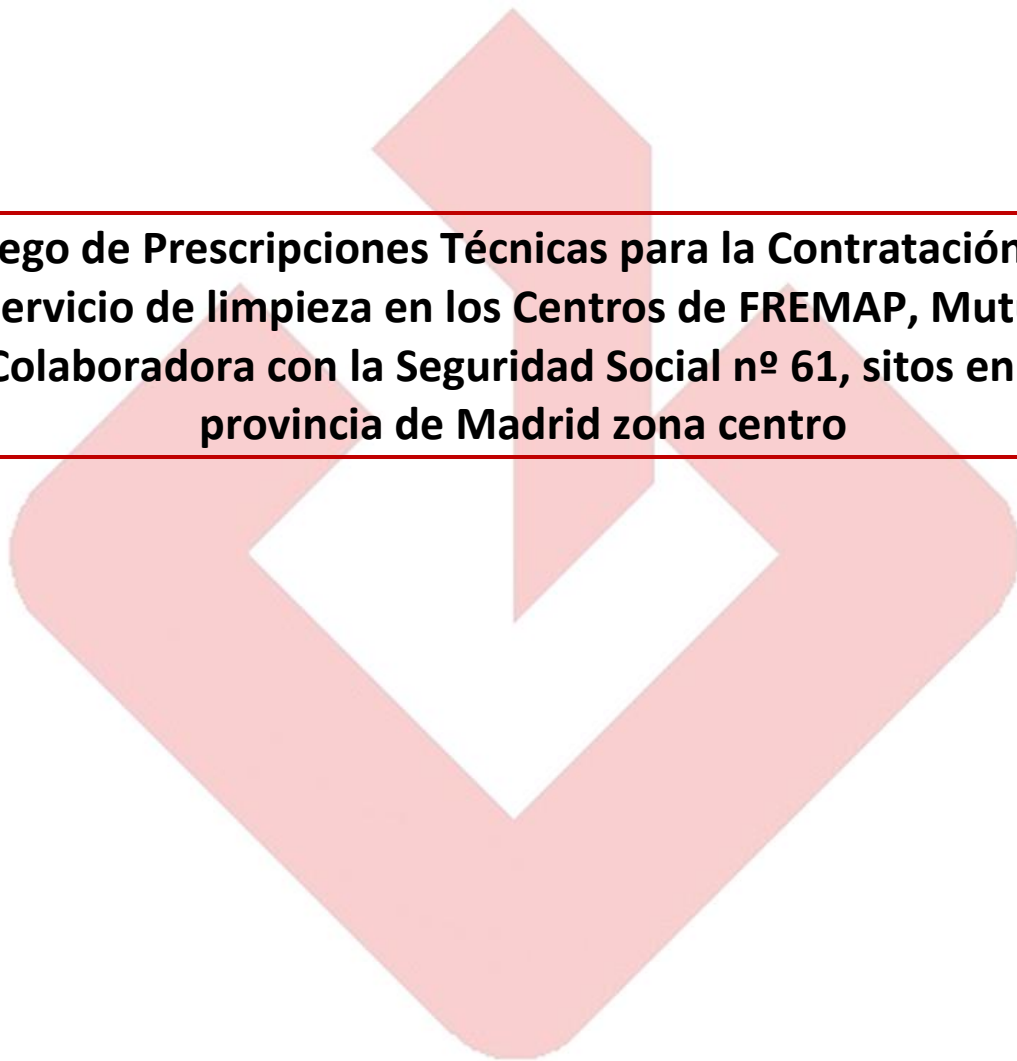 ego de Prescripciones Técnicas para la Contratación
ervicio de limpieza en los Centros de FREMAP, Mut
Colaboradora con la Seguridad Social nº 61, sitos en
provincia de Madrid zona centro